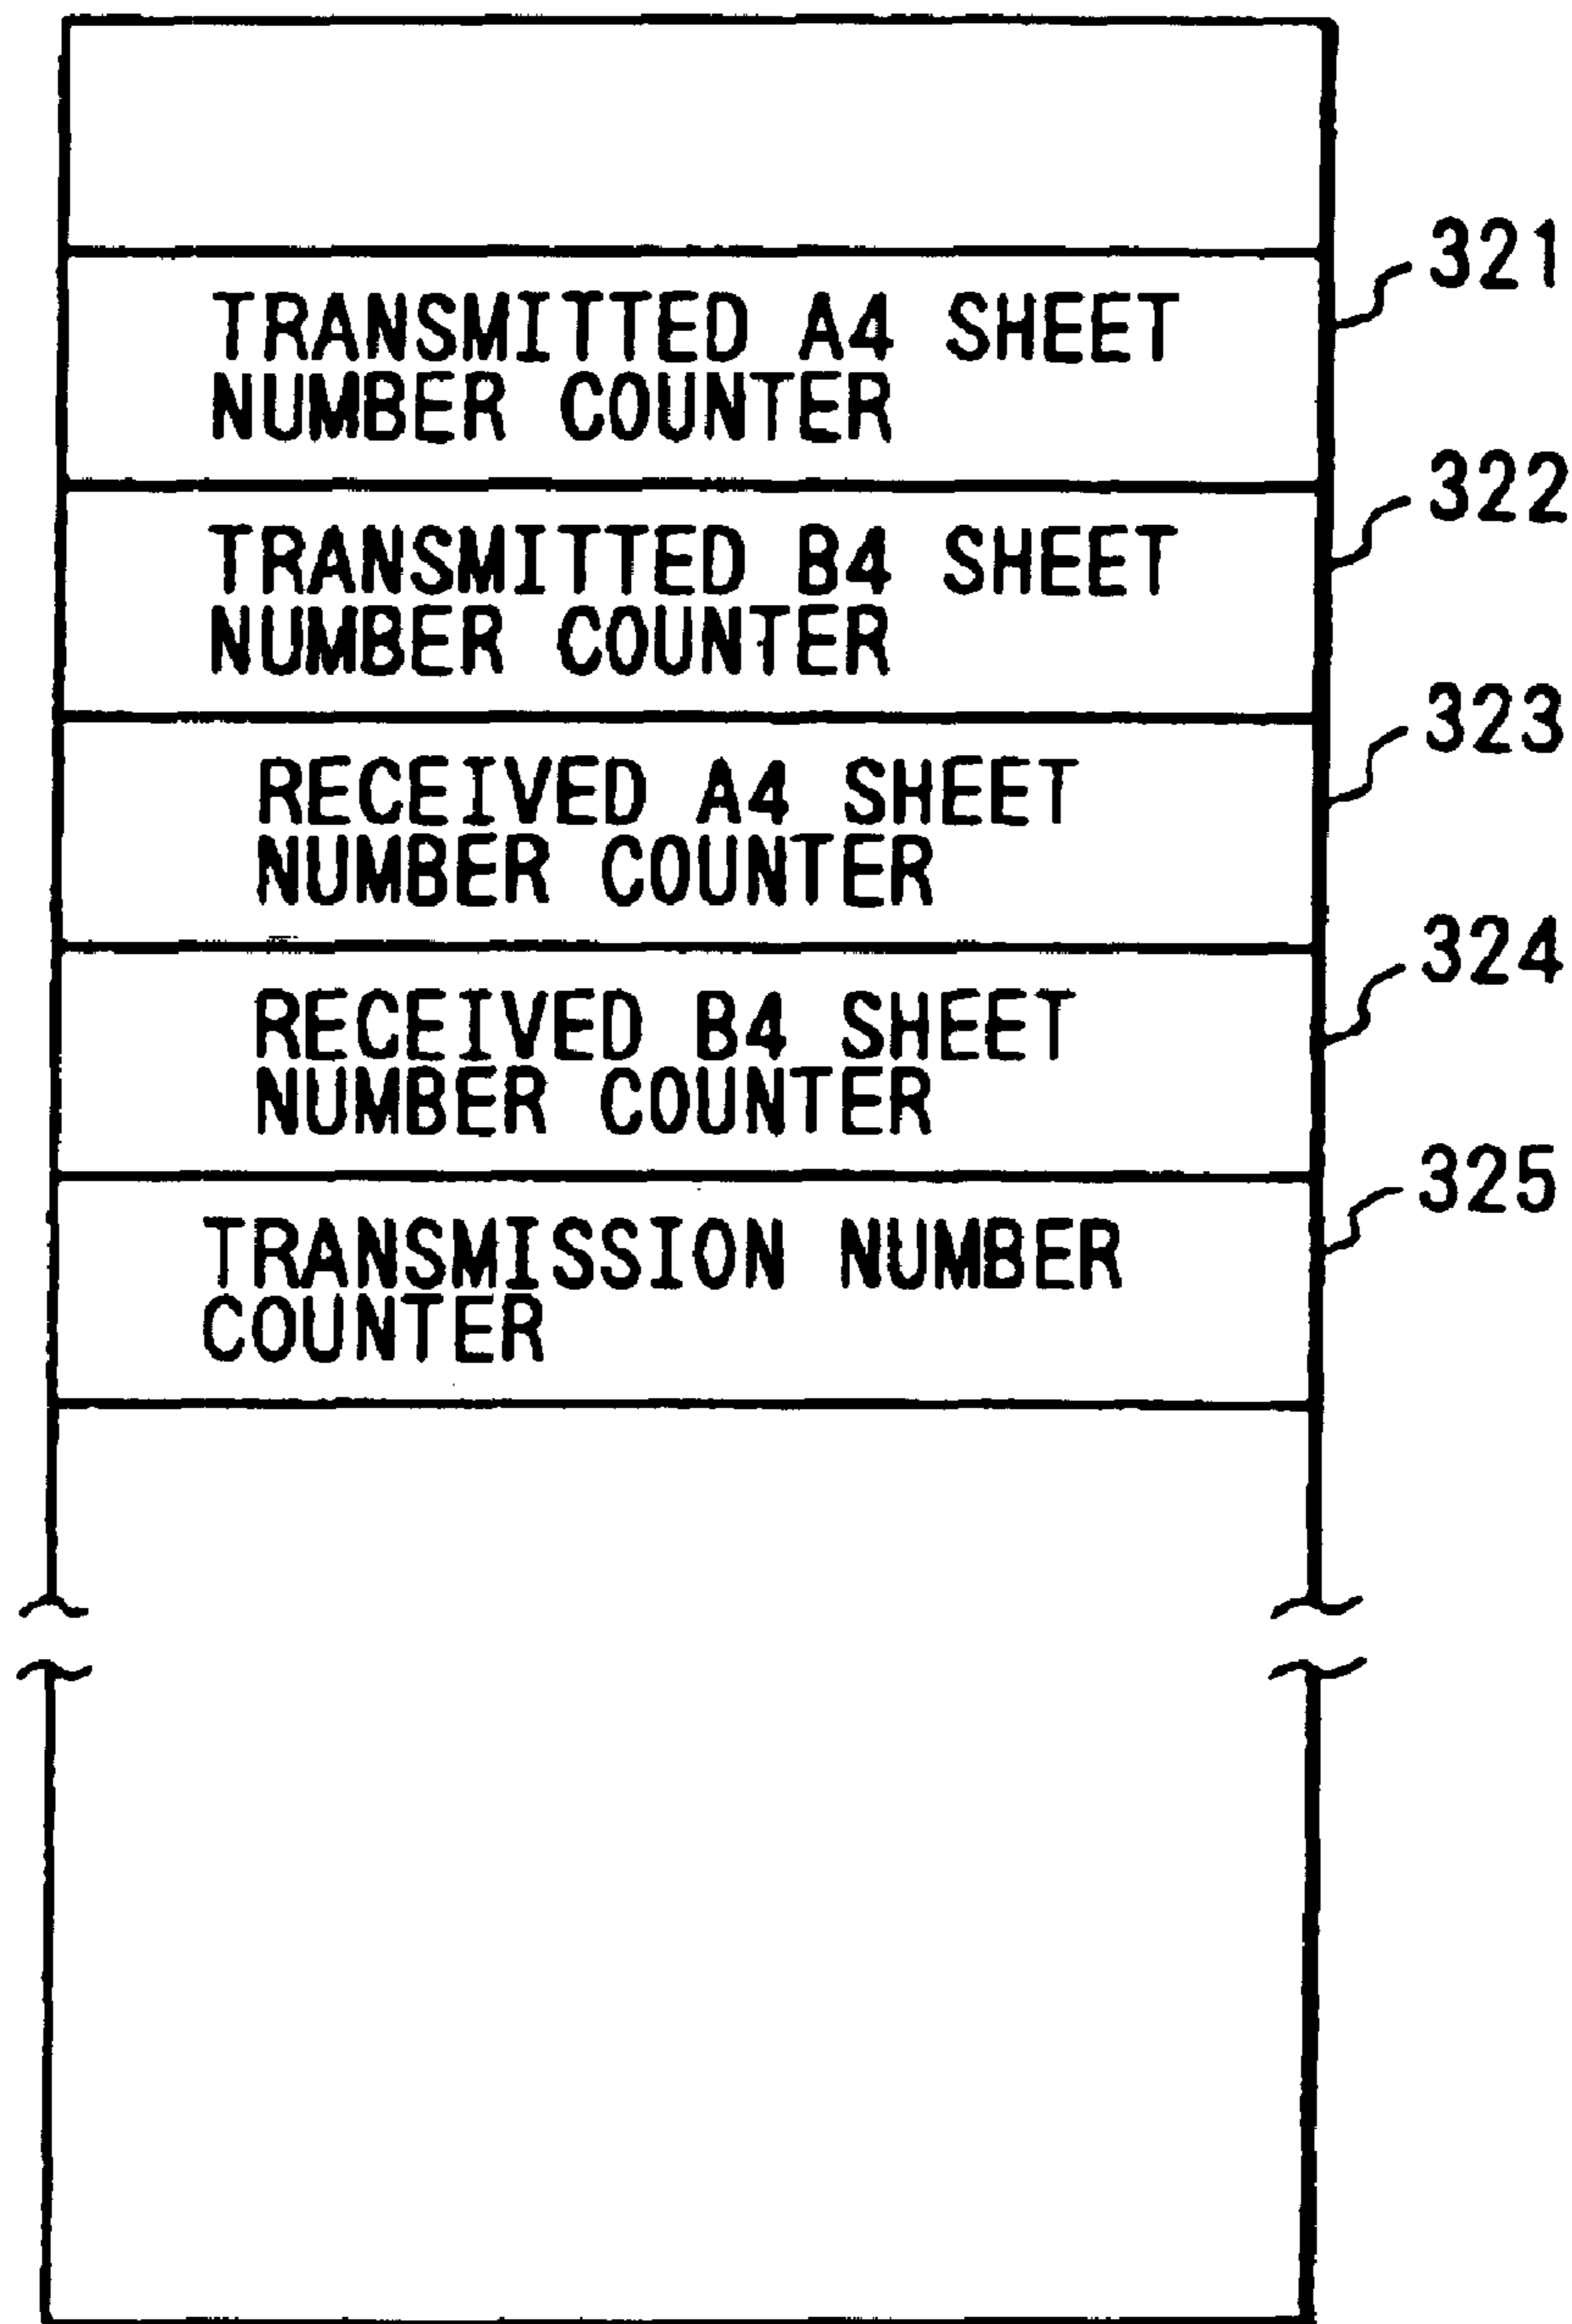 321
TRANSMITTED A4 SHEET
NUMBER COUNTER
322
TRANSMITTED B4 SHEET
NUMBER COUNTER
323
RECEIVED A4 SHEET
NUMBER COUNTER
324
RECEIVED B4 SHEET
NUMBER COUNTER
325
TRANSMISSION NUMBER
COUNTER